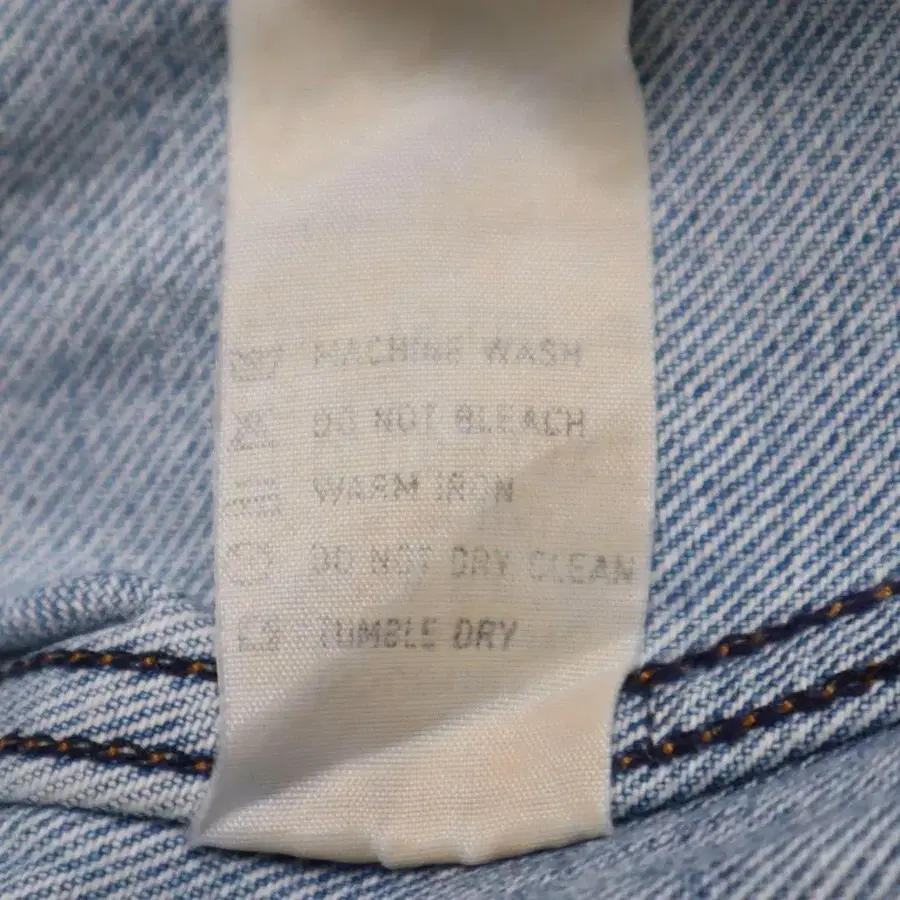 MACHINE WASH
DO NOT BLEACH
WARM IRON
DO NOT DRY CLEAN
TUMBLE DRY